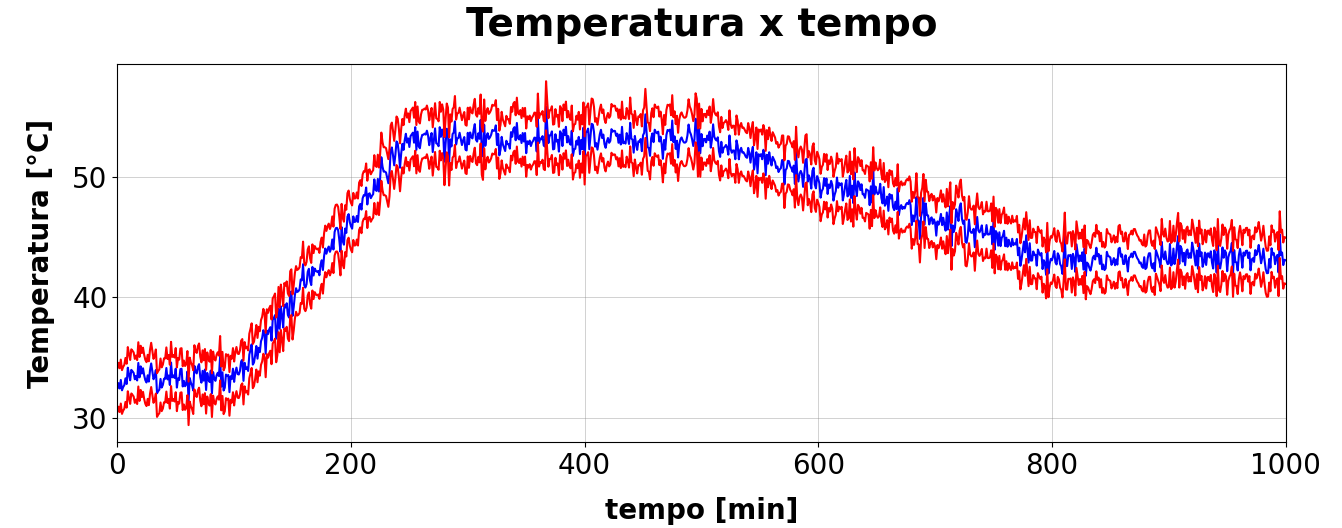 Temperatura x tempo
Temperatura [°C]
50
40
30
0 200 400 600 800 1000
tempo [min]